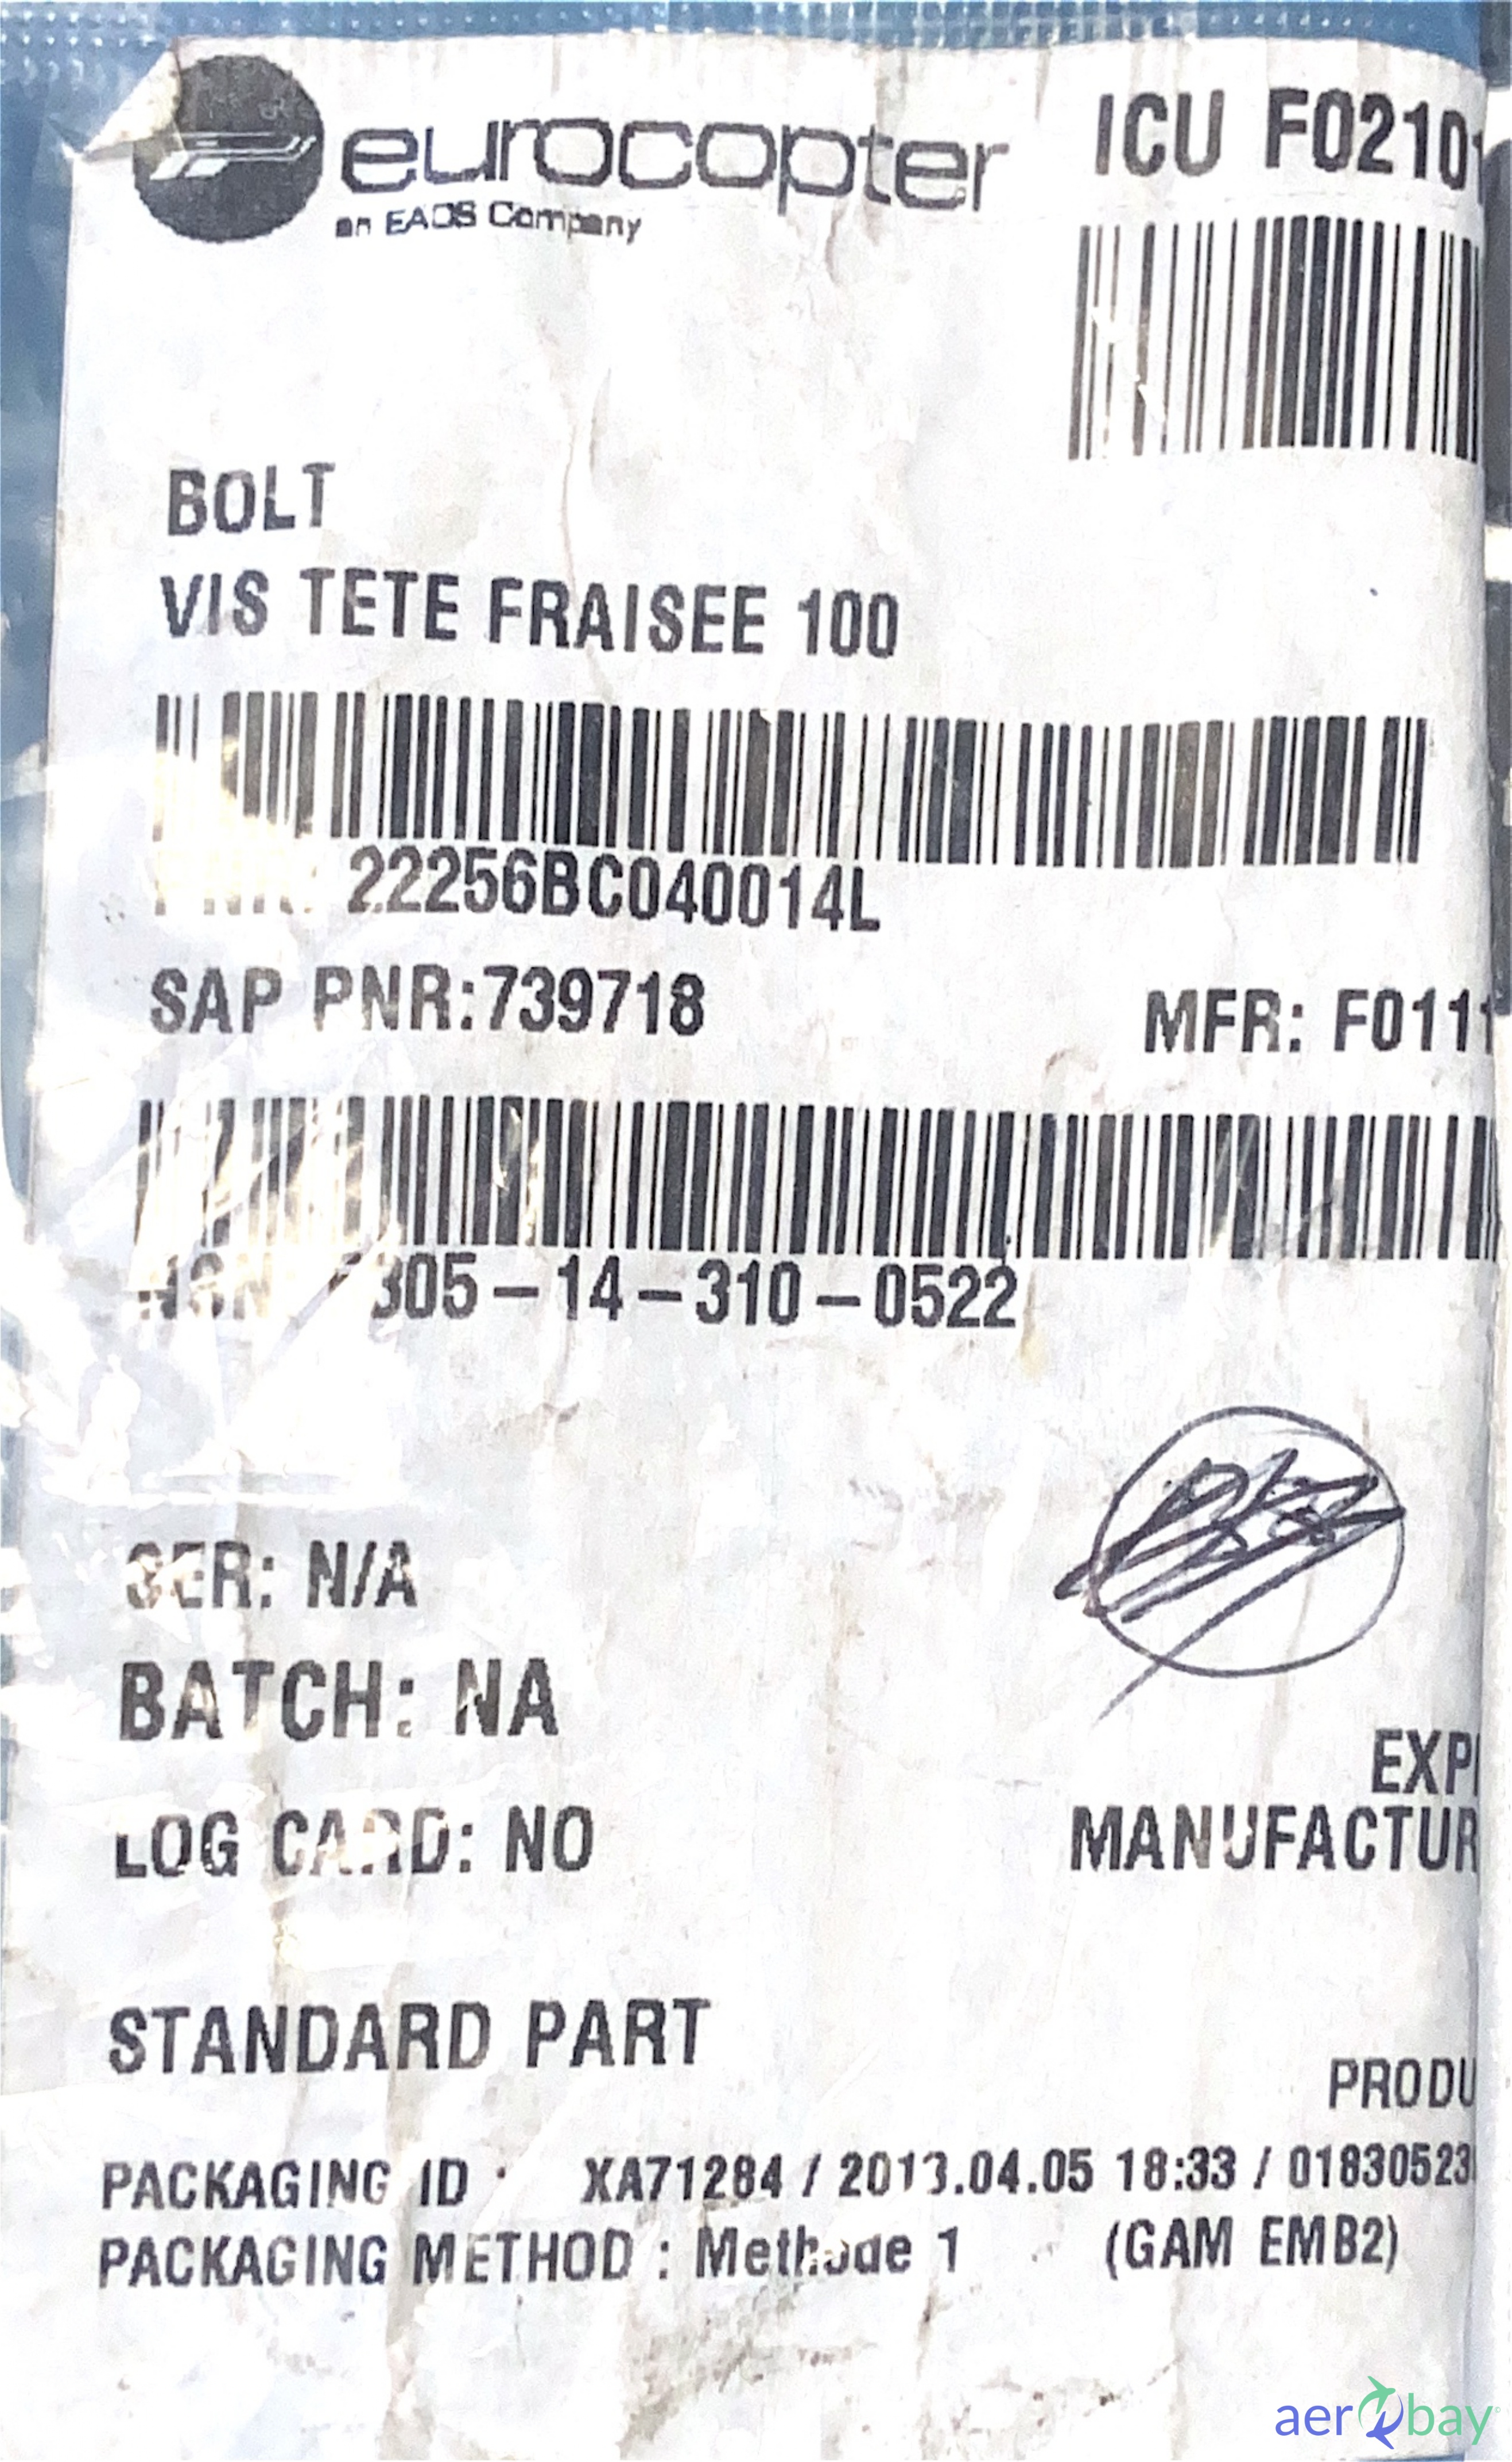 eurocopter
an EADS Company
ICU F0210
BOLT
VIS TETE FRAISEE 100
22256BC040014L
SAP PNR:739718
MFR: F011
305-14-310-0522
SER: N/A
BATCH: NA
LOG CARD: NO
EXP
MANUFACTUR
STANDARD PART
PRODU
PACKAGING ID : XA71284 / 2013.04.05 18:33 / 01830523
PACKAGING METHOD : Methode 1 (GAM EMB2)
aerobay